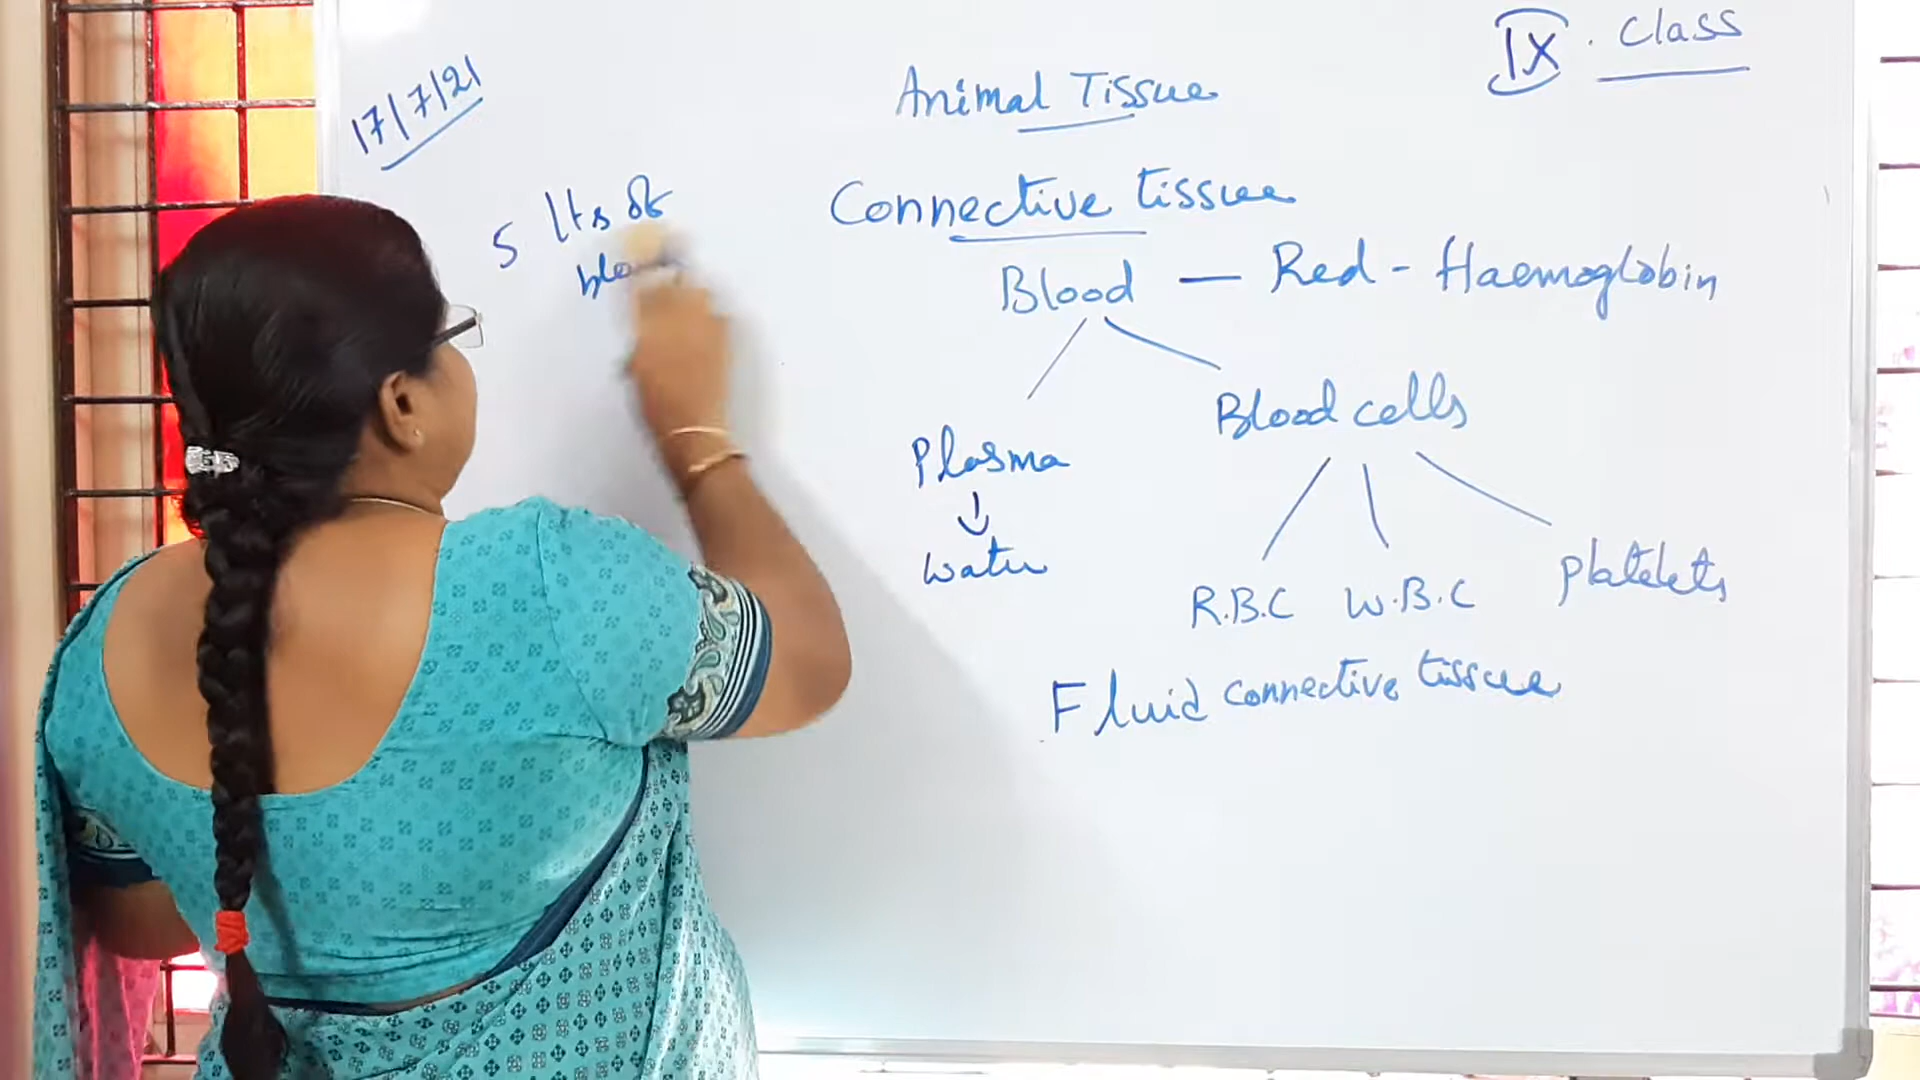 17/7/21
IX. Class
Animal Tissue
5 lts of
Connective tissue
Blood — Red - Haemoglobin
Blood cells
Plasma
↓
water
R.B.C W.B.C Platelets
Fluid connective tissue